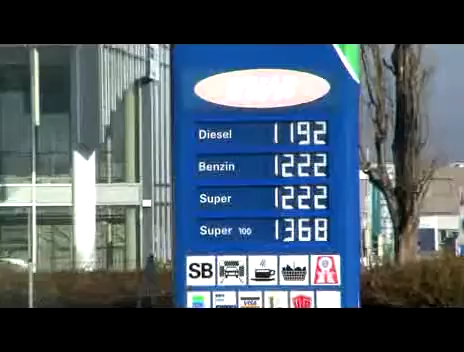 Diesel 1192
Benzin 1222
Super 1222
Super 100 1368
SB